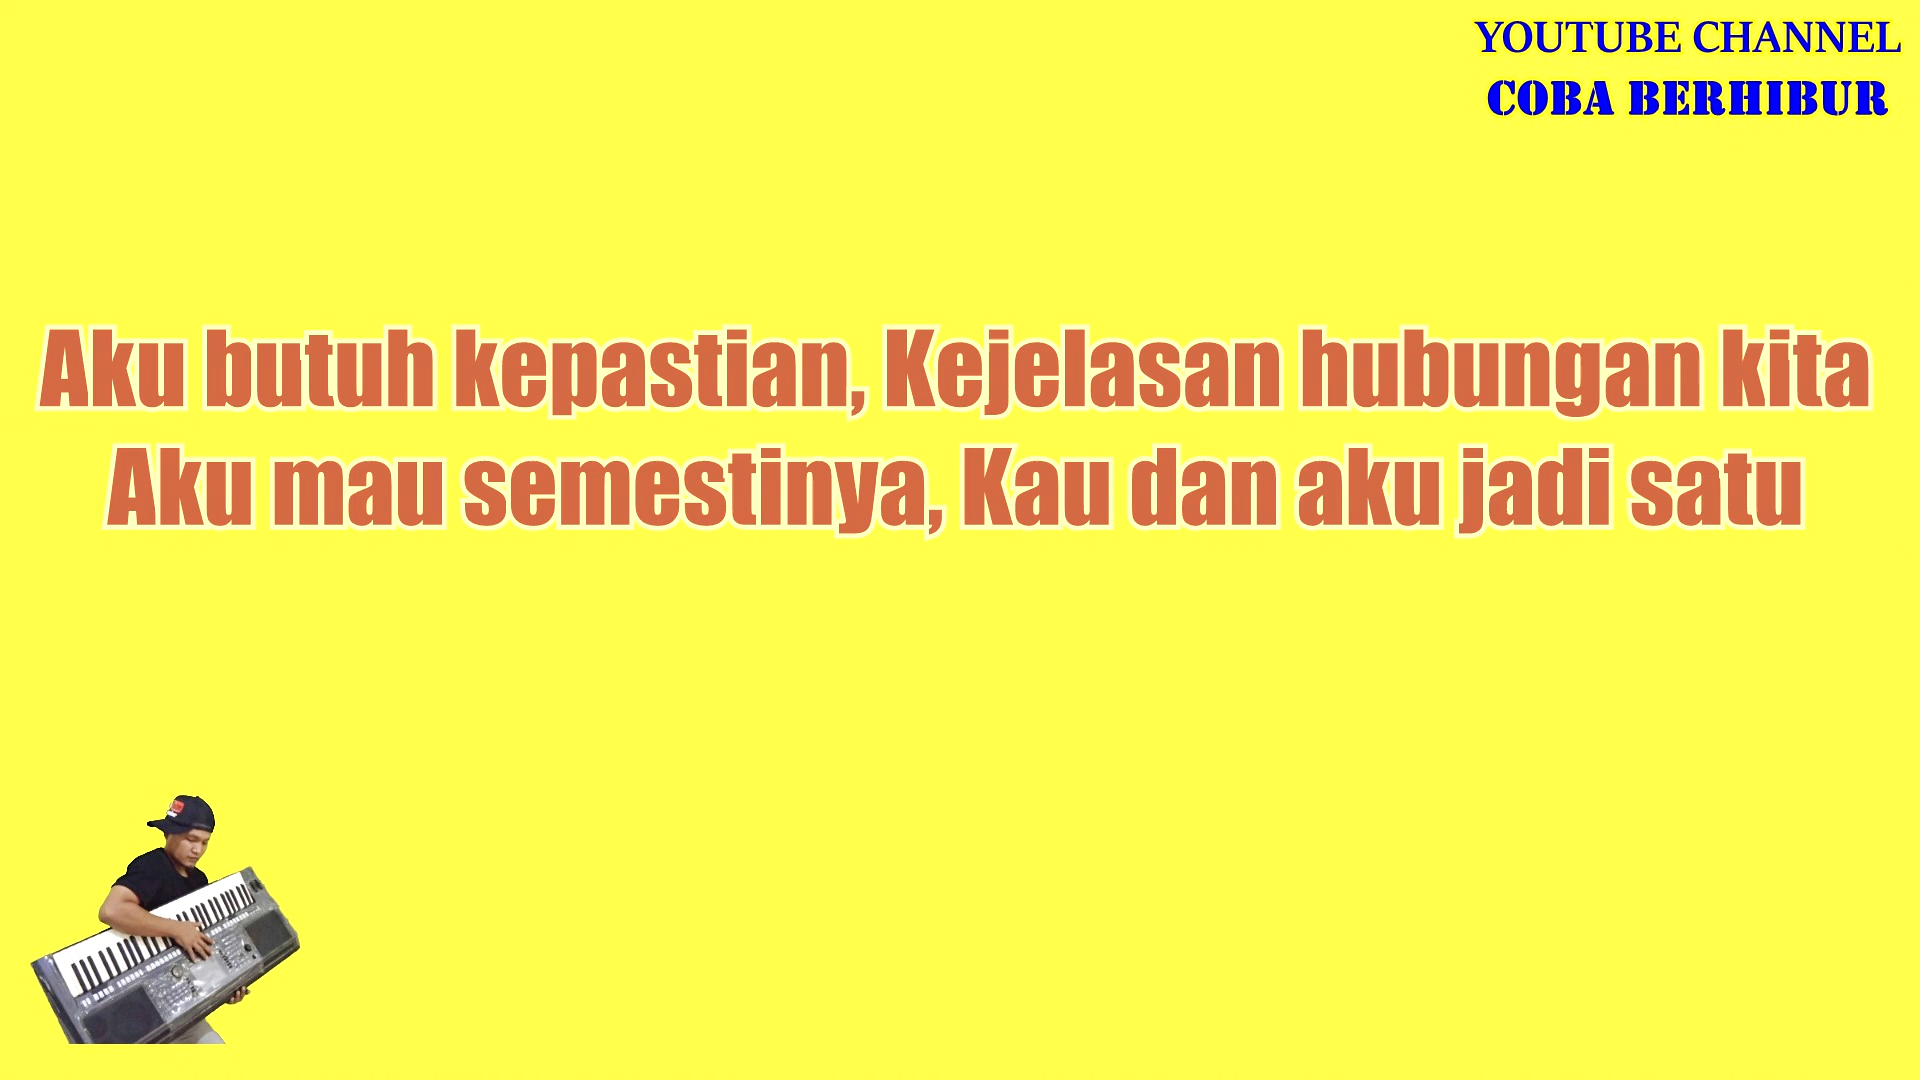 YOUTUBE CHANNEL
COBA BERHIBUR
Aku butuh kepastian, Kejelasan hubungan kita
Aku mau semestinya, Kau dan aku jadi satu